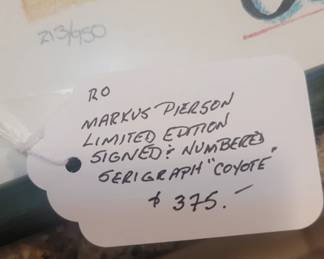 213/950
RO
MARKUS PIERSON
LIMITED EDITION
SIGNED & NUMBERED
SERIGRAPH "COYOTE"
$ 375.—